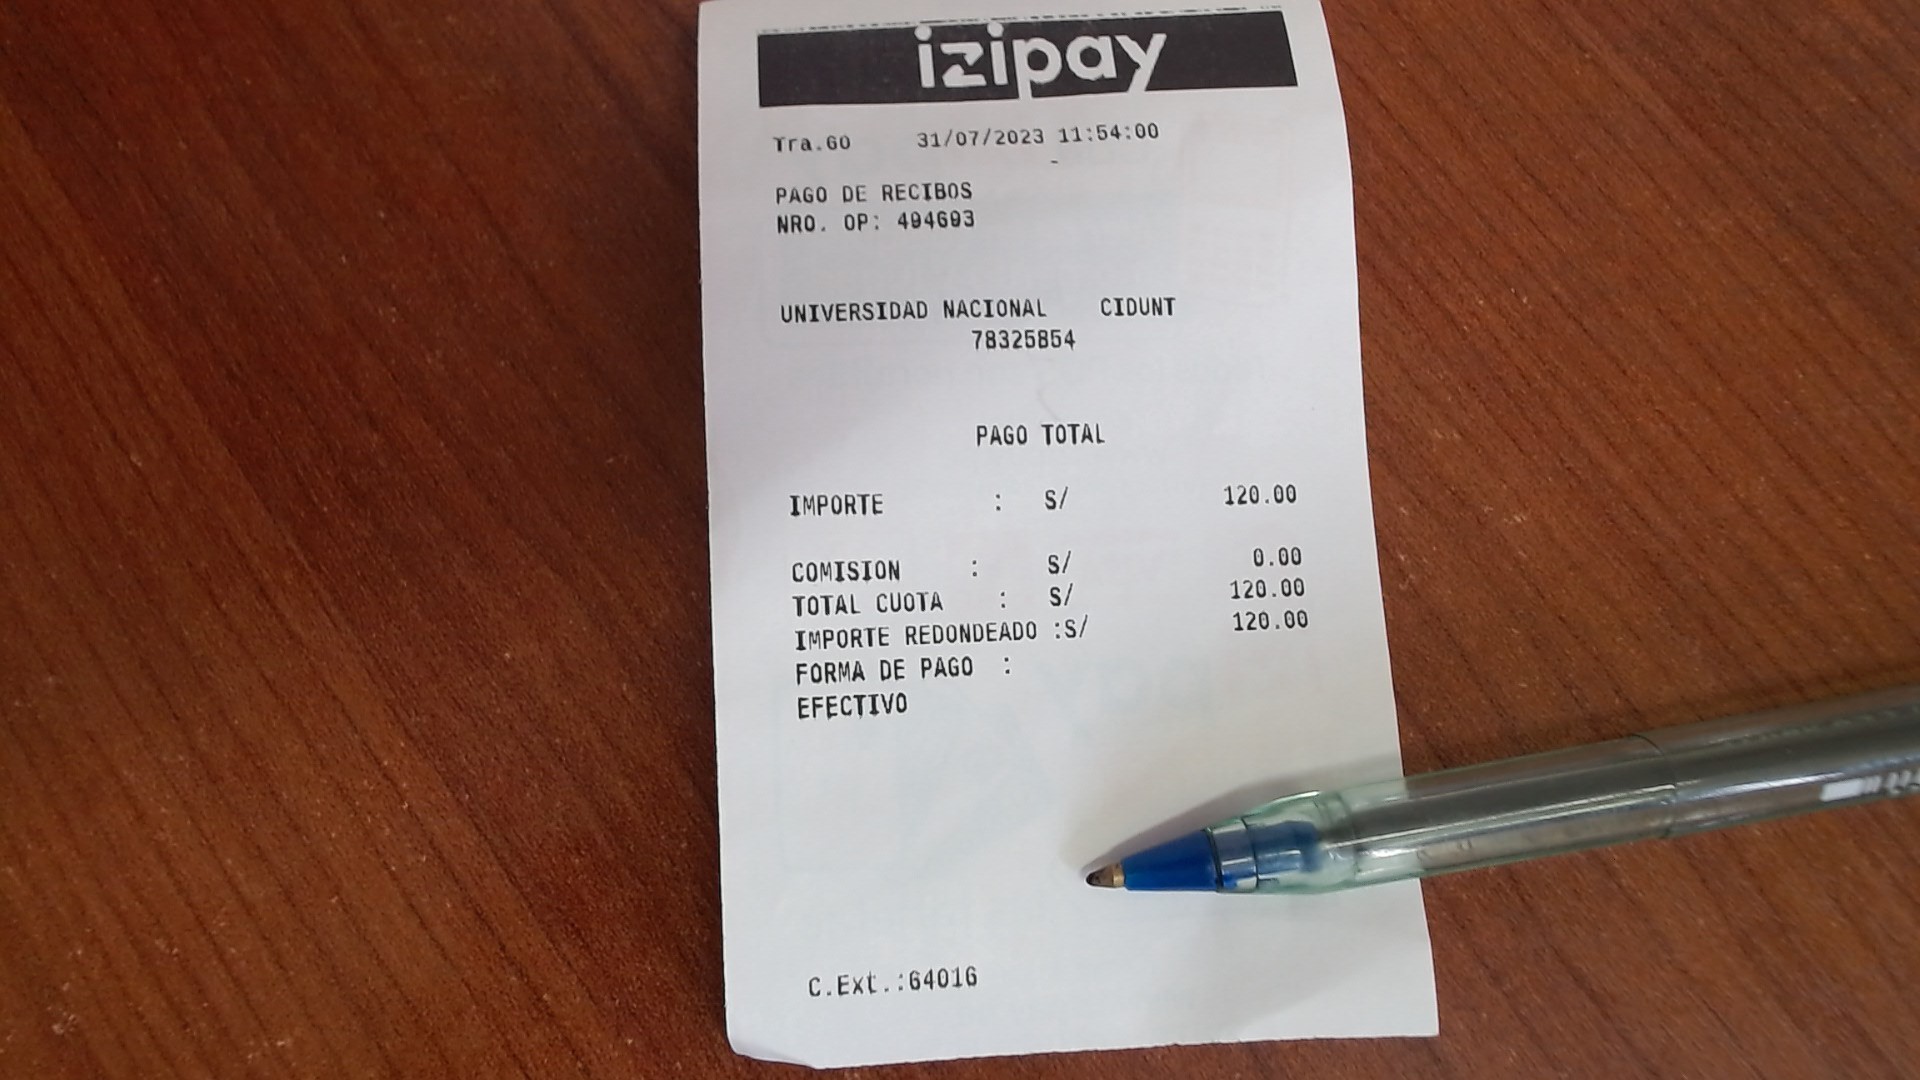 izipay
Tra.60 31/07/2023 11:54:00
-
PAGO DE RECIBOS
NRO. OP: 494693
UNIVERSIDAD NACIONAL CIDUNT
78325854
PAGO TOTAL
IMPORTE : S/ 120.00
COMISION : S/ 0.00
TOTAL CUOTA : S/ 120.00
IMPORTE REDONDEADO :S/ 120.00
FORMA DE PAGO :
EFECTIVO
C.Ext.:64016